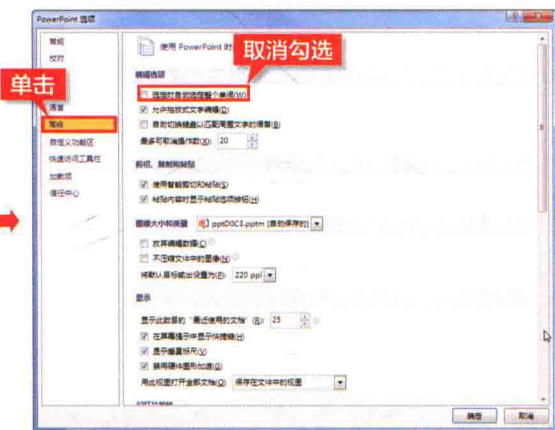 PowerPoint 选项
常规
校对
语言
高级
自定义功能区
快速访问工具栏
加载项
信任中心
单击
取消勾选
使用 PowerPoint 时
编辑选项
选定时自动选定整个单词(W)
允许拖放式文字编辑(D)
自动切换键盘以匹配周围文字的语言(B)
最多可取消操作数(X): 20
剪切、复制和粘贴
使用智能剪切和粘贴(S)
粘贴内容时显示粘贴选项按钮(H)
图像大小和质量 pptD0C3.pptm [自动保存的]
放弃编辑数据(C)
不压缩文件中的图像(N)
将默认目标输出设置为(P): 220 ppi
显示
显示此数目的“最近使用的文档”(R): 25
在屏幕提示中显示快捷键(H)
显示垂直标尺(V)
禁用硬件图形加速(G)
用此视图打开全部文档(O) 保存在文件中的视图
确定
取消